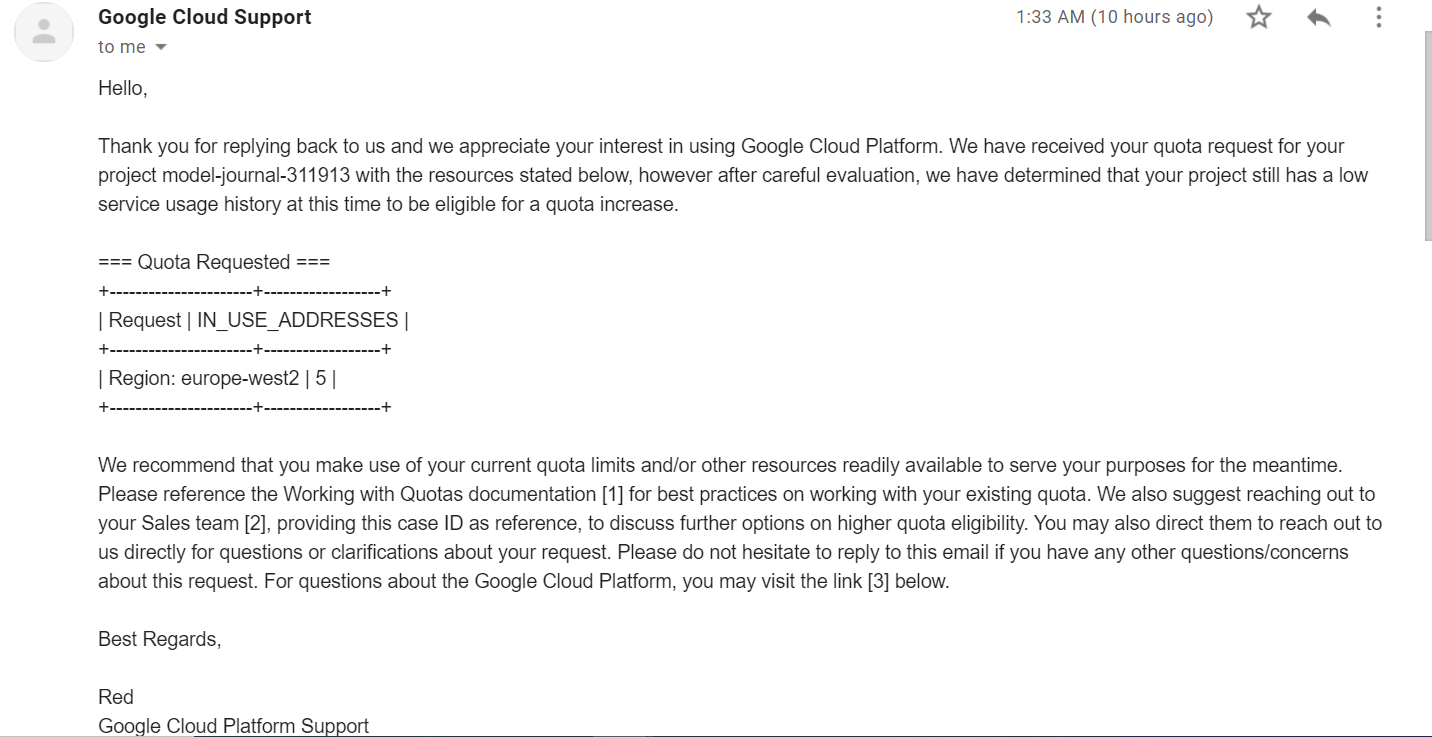 Google Cloud Support
1:33 AM (10 hours ago)
to me
Hello,
Thank you for replying back to us and we appreciate your interest in using Google Cloud Platform. We have received your quota request for your
project model-journal-311913 with the resources stated below, however after careful evaluation, we have determined that your project still has a low
service usage history at this time to be eligible for a quota increase.
=== Quota Requested ===
+----------------------+------------------+
| Request | IN_USE_ADDRESSES |
+----------------------+------------------+
| Region: europe-west2 | 5 |
+----------------------+------------------+
We recommend that you make use of your current quota limits and/or other resources readily available to serve your purposes for the meantime.
Please reference the Working with Quotas documentation [1] for best practices on working with your existing quota. We also suggest reaching out to
your Sales team [2], providing this case ID as reference, to discuss further options on higher quota eligibility. You may also direct them to reach out to
us directly for questions or clarifications about your request. Please do not hesitate to reply to this email if you have any other questions/concerns
about this request. For questions about the Google Cloud Platform, you may visit the link [3] below.
Best Regards,
Red
Google Cloud Platform Support